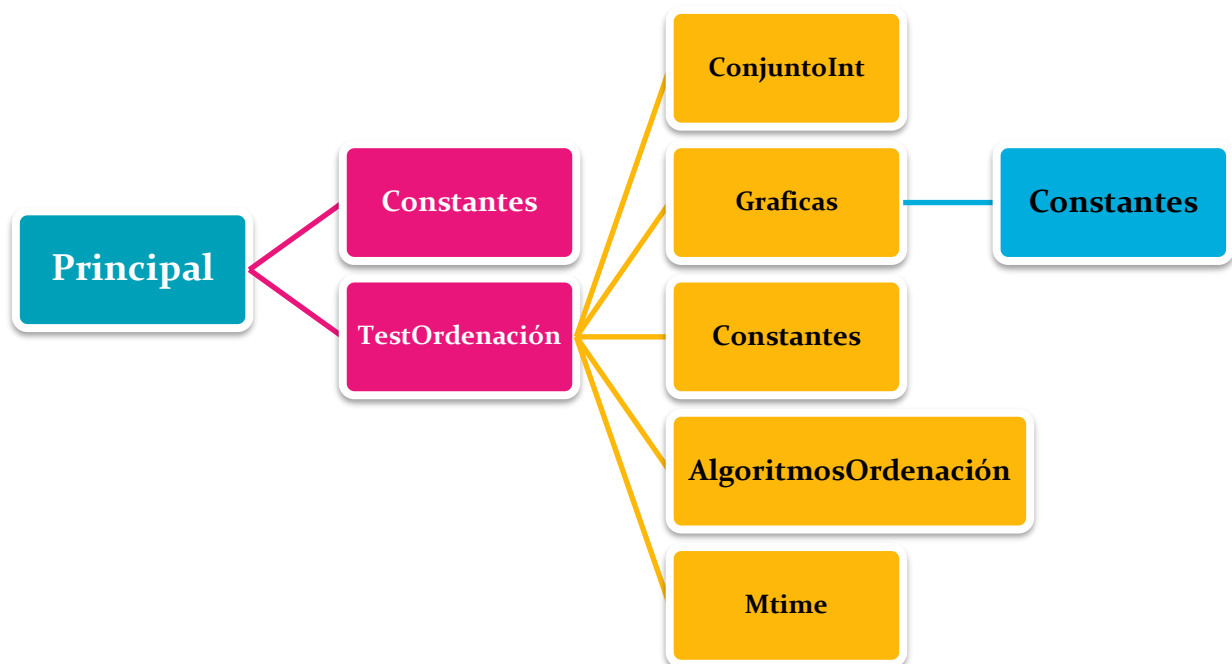 Principal
Constantes
TestOrdenación
ConjuntoInt
Graficas
Constantes
AlgoritmosOrdenación
Mtime
Constantes